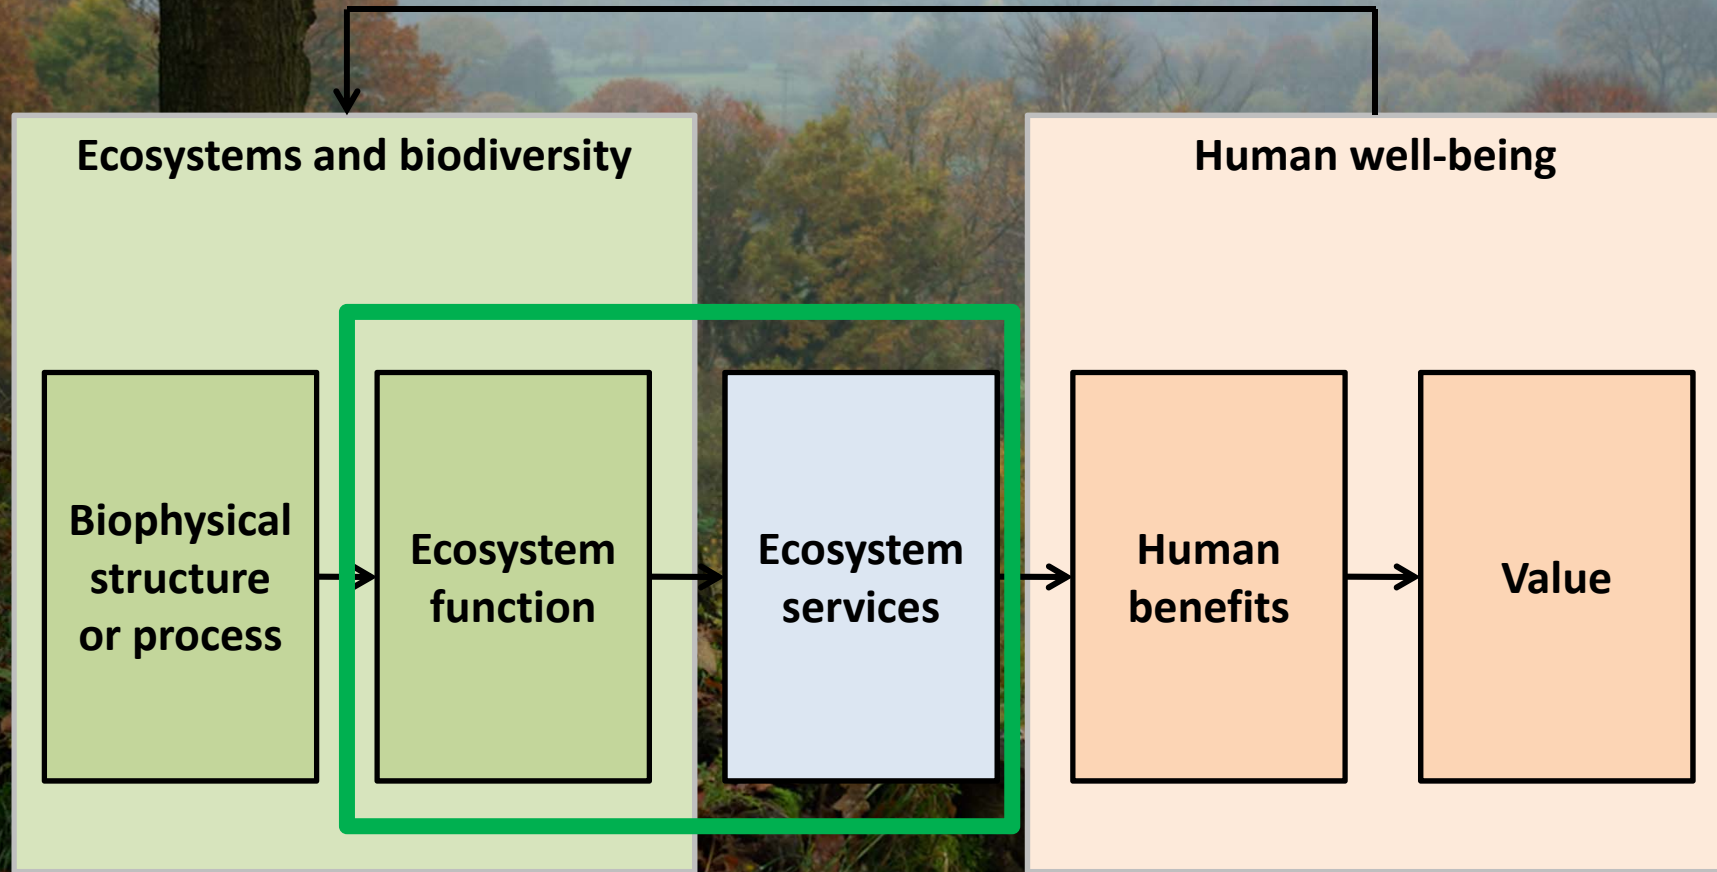 Ecosystems and biodiversity
Human well-being
Biophysical
structure
or process
Ecosystem
function
Ecosystem
services
Human
benefits
Value